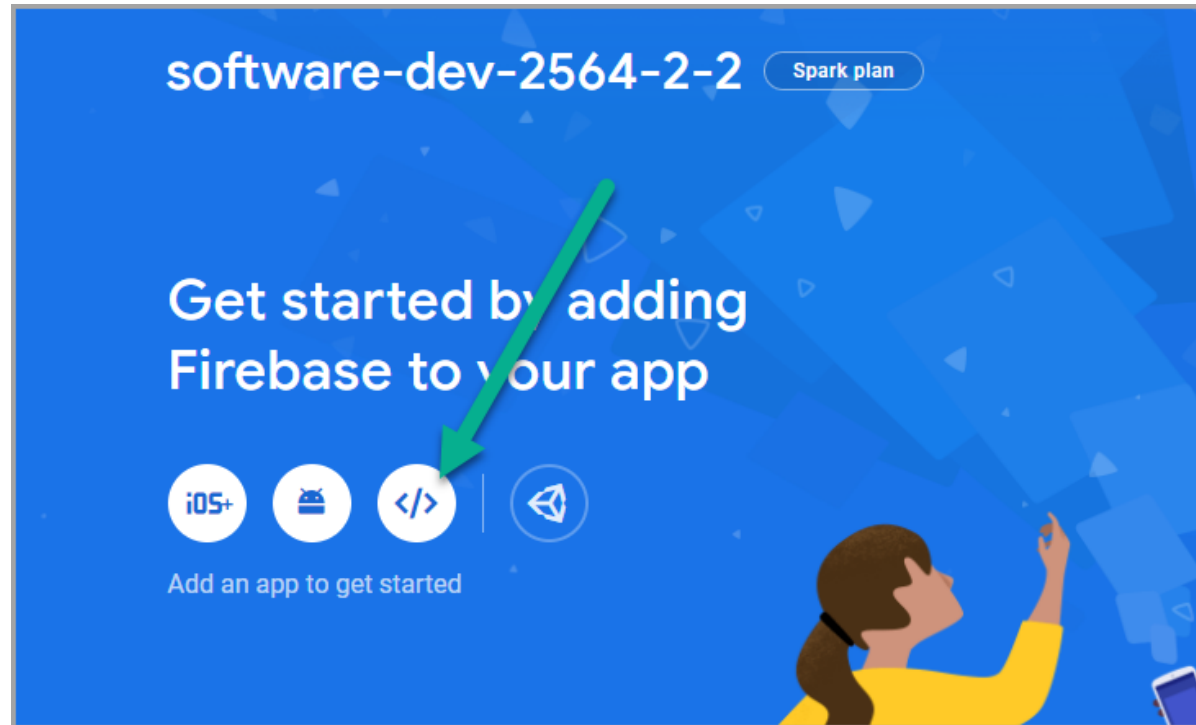 software-dev-2564-2-2 Spark plan
Get started by adding
Firebase to your app
iOS+ </>
Add an app to get started